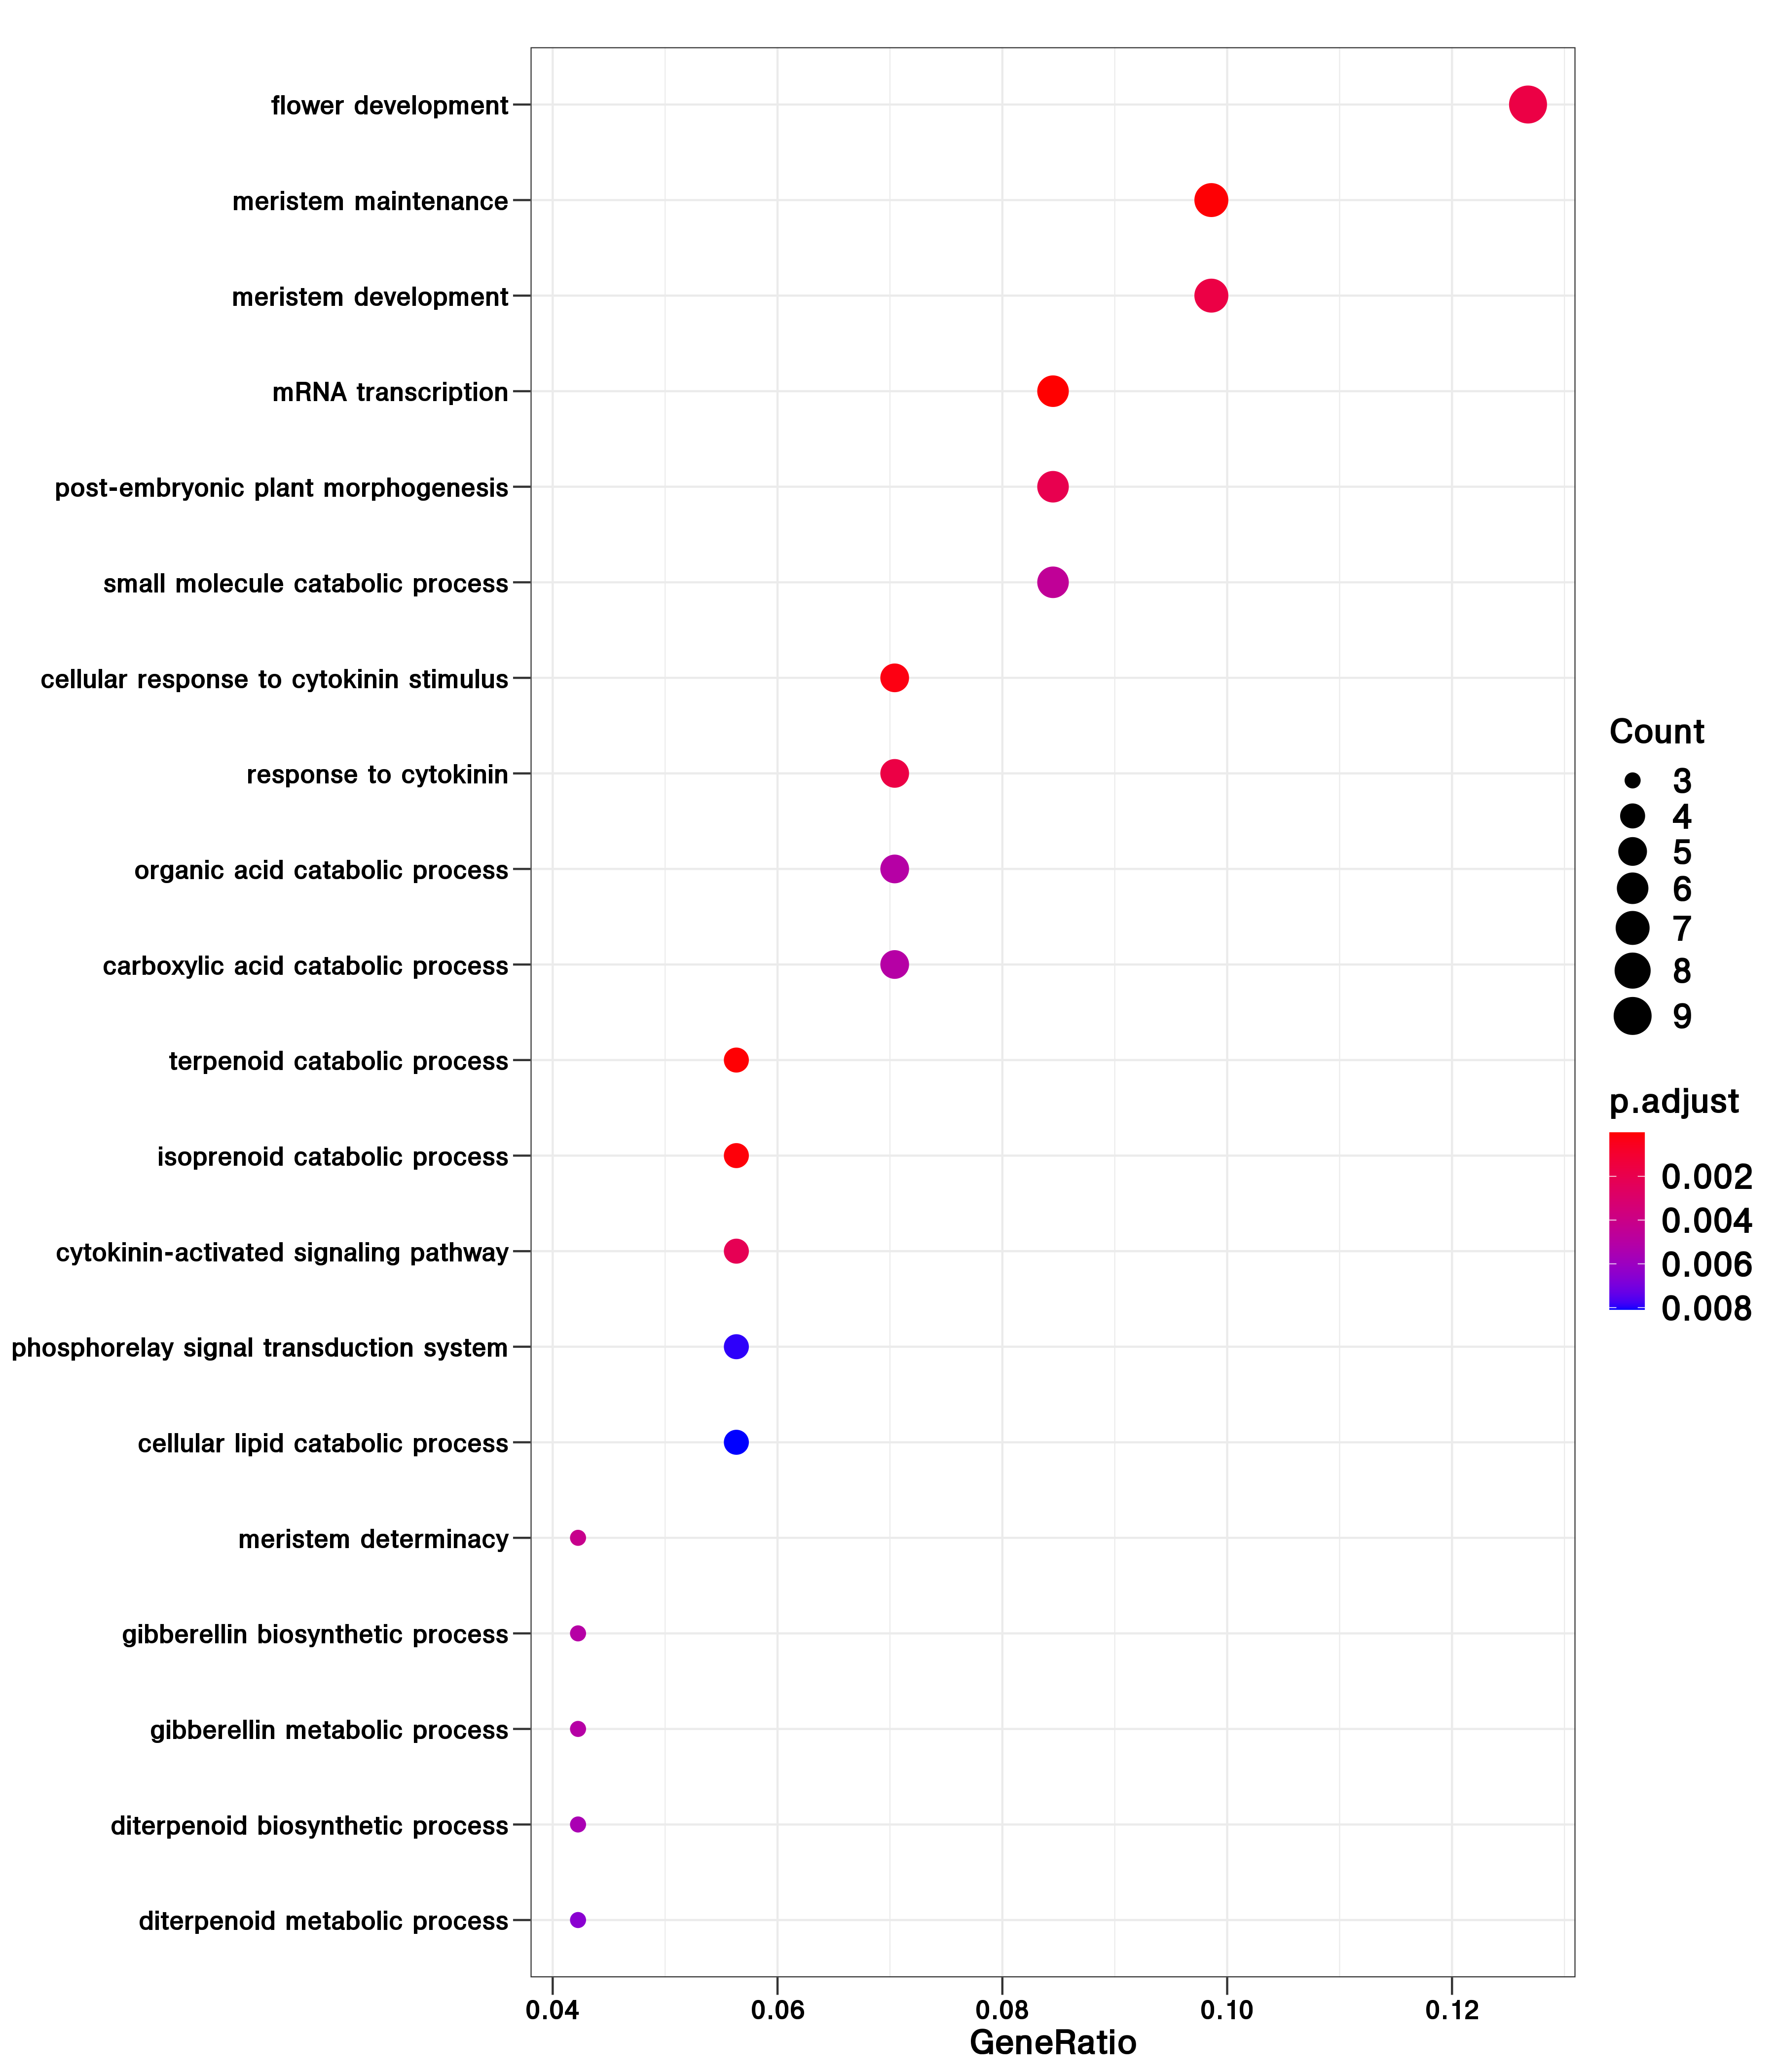 flower development
meristem maintenance
meristem development
mRNA transcription
post-embryonic plant morphogenesis
small molecule catabolic process
cellular response to cytokinin stimulus
response to cytokinin
organic acid catabolic process
carboxylic acid catabolic process
terpenoid catabolic process
isoprenoid catabolic process
cytokinin-activated signaling pathway
phosphorelay signal transduction system
cellular lipid catabolic process
meristem determinacy
gibberellin biosynthetic process
gibberellin metabolic process
diterpenoid biosynthetic process
diterpenoid metabolic process
0.04 0.06 0.08 0.10 0.12
GeneRatio
Count
3
4
5
6
7
8
9
p.adjust
0.002
0.004
0.006
0.008